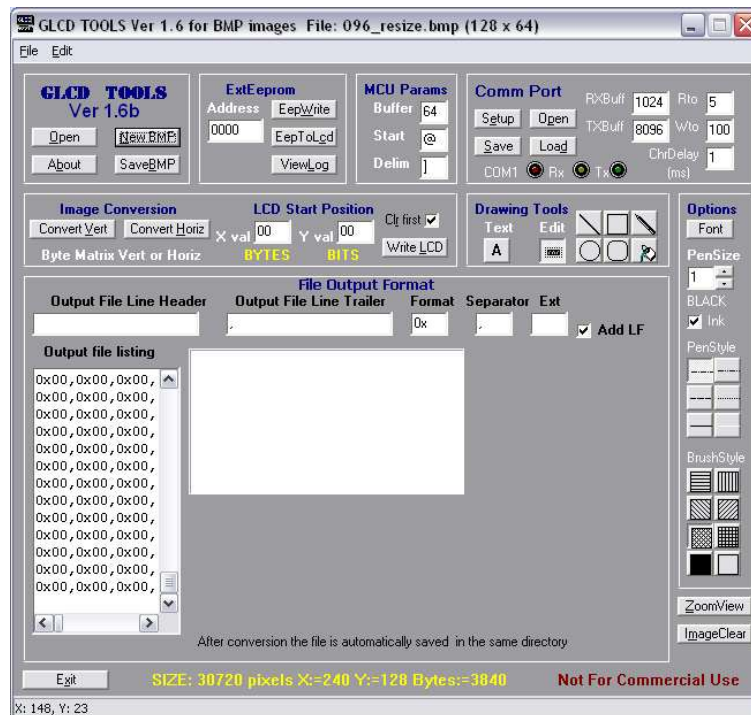 GLCD TOOLS Ver 1.6 for BMP images File: 096_resize.bmp (128 x 64)
File Edit
GLCD TOOLS
Ver 1.6b
Open New BMP
About SaveBMP
ExtEeprom
Address EepWrite
0000 EepToLcd
ViewLog
MCU Params
Buffer 64
Start @
Delim ]
Comm Port
Setup Open
Save Load
COM1 Rx Tx
RXBuff 1024 Rto 5
TXBuff 8096 Wto 100
ChrDelay 1
(ms)
Image Conversion
Convert Vert Convert Horiz
Byte Matrix Vert or Horiz
LCD Start Position
X val 00 Y val 00
BYTES BITS
Clr first
Write LCD
Drawing Tools
Text Edit
A
Options
Font
PenSize
1
BLACK
Ink
PenStyle
BrushStyle
File Output Format
Output File Line Header Output File Line Trailer Format Separator Ext
, 0x , Add LF
Output file listing
0x00,0x00,0x00,
0x00,0x00,0x00,
0x00,0x00,0x00,
0x00,0x00,0x00,
0x00,0x00,0x00,
0x00,0x00,0x00,
0x00,0x00,0x00,
0x00,0x00,0x00,
0x00,0x00,0x00,
0x00,0x00,0x00,
0x00,0x00,0x00,
0x00,0x00,0x00,
0x00,0x00,0x00,
After conversion the file is automatically saved in the same directory
ZoomView
ImageClear
Exit SIZE: 30720 pixels X:=240 Y:=128 Bytes:=3840 Not For Commercial Use
X: 148, Y: 23